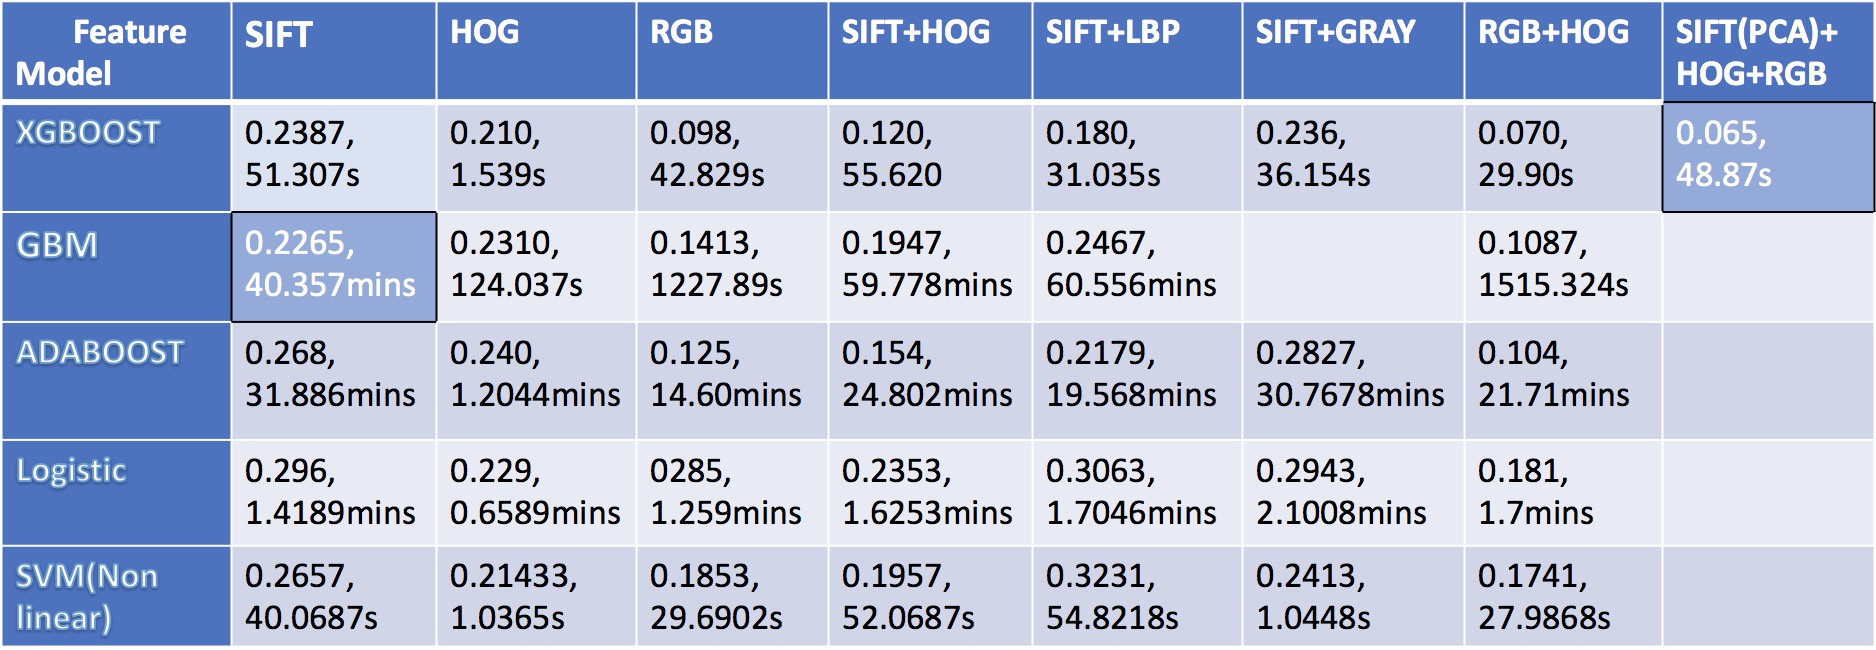 Feature
Model
SIFT
HOG
RGB
SIFT+HOG
SIFT+LBP
SIFT+GRAY
RGB+HOG
SIFT(PCA)+
HOG+RGB
XGBOOST
0.2387,
51.307s
0.210,
1.539s
0.098,
42.829s
0.120,
55.620
0.180,
31.035s
0.236,
36.154s
0.070,
29.90s
0.065,
48.87s
GBM
0.2265,
40.357mins
0.2310,
124.037s
0.1413,
1227.89s
0.1947,
59.778mins
0.2467,
60.556mins
0.1087,
1515.324s
ADABOOST
0.268,
31.886mins
0.240,
1.2044mins
0.125,
14.60mins
0.154,
24.802mins
0.2179,
19.568mins
0.2827,
30.7678mins
0.104,
21.71mins
Logistic
0.296,
1.4189mins
0.229,
0.6589mins
0285,
1.259mins
0.2353,
1.6253mins
0.3063,
1.7046mins
0.2943,
2.1008mins
0.181,
1.7mins
SVM(Non
linear)
0.2657,
40.0687s
0.21433,
1.0365s
0.1853,
29.6902s
0.1957,
52.0687s
0.3231,
54.8218s
0.2413,
1.0448s
0.1741,
27.9868s